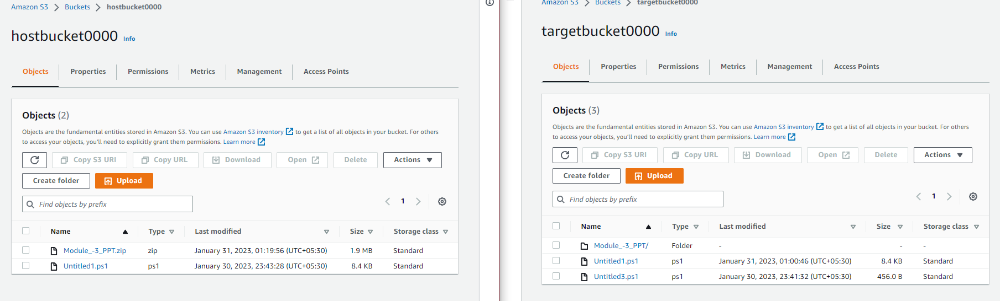 Amazon S3 > Buckets > hostbucket0000
hostbucket0000 Info
Objects Properties Permissions Metrics Management Access Points
Objects (2)
Objects are the fundamental entities stored in Amazon S3. You can use Amazon S3 inventory to get a list of all objects in your bucket. For others
to access your objects, you'll need to explicitly grant them permissions. Learn more
Copy S3 URI Copy URL Download Open Delete Actions
Create folder Upload
Find objects by prefix 1
Name Type Last modified Size Storage class
Module_-3_PPT.zip zip January 31, 2023, 01:19:56 (UTC+05:30) 1.9 MB Standard
Untitled1.ps1 ps1 January 30, 2023, 23:43:28 (UTC+05:30) 8.4 KB Standard
Amazon S3 > Buckets > targetbucket0000
targetbucket0000 Info
Objects Properties Permissions Metrics Management Access Points
Objects (3)
Objects are the fundamental entities stored in Amazon S3. You can use Amazon S3 inventory to get a list of all objects in your bucket. For others
to access your objects, you'll need to explicitly grant them permissions. Learn more
Copy S3 URI Copy URL Download Open Delete Actions
Create folder Upload
Find objects by prefix 1
Name Type Last modified Size Storage class
Module_-3_PPT/ Folder - - -
Untitled1.ps1 ps1 January 31, 2023, 01:00:46 (UTC+05:30) 8.4 KB Standard
Untitled3.ps1 ps1 January 30, 2023, 23:41:32 (UTC+05:30) 456.0 B Standard